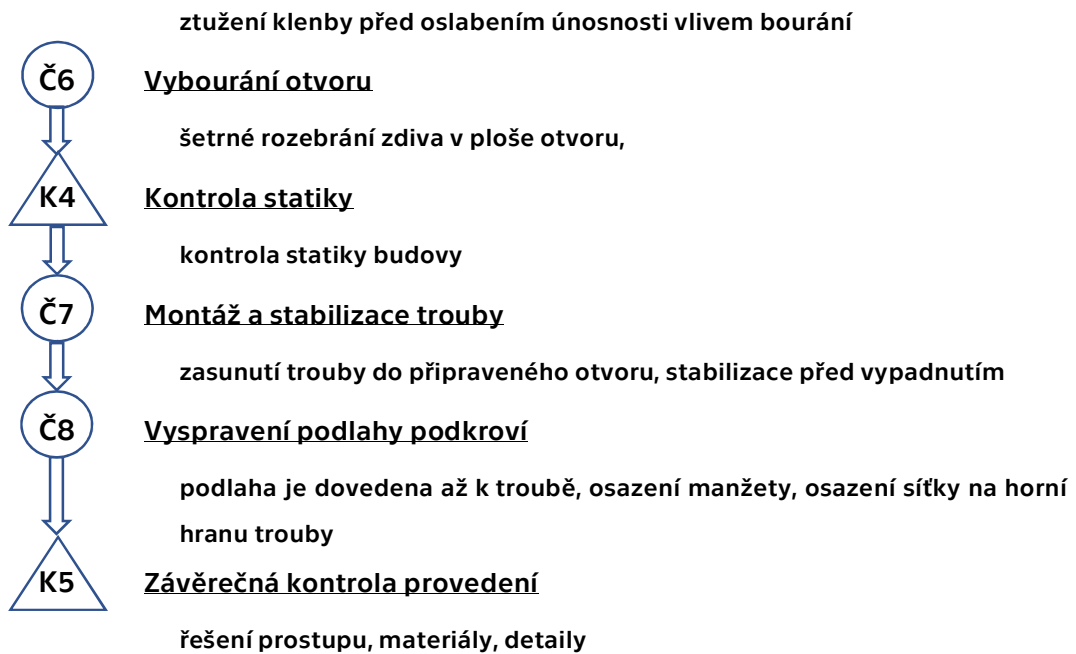 ztužení klenby před oslabením únosnosti vlivem bourání
Č6 Vybourání otvoru
šetrné rozebrání zdiva v ploše otvoru,
K4 Kontrola statiky
kontrola statiky budovy
Č7 Montáž a stabilizace trouby
zasunutí trouby do připraveného otvoru, stabilizace před vypadnutím
Č8 Vyspravení podlahy podkroví
podlaha je dovedena až k troubě, osazení manžety, osazení síťky na horní
hranu trouby
K5 Závěrečná kontrola provedení
řešení prostupu, materiály, detaily